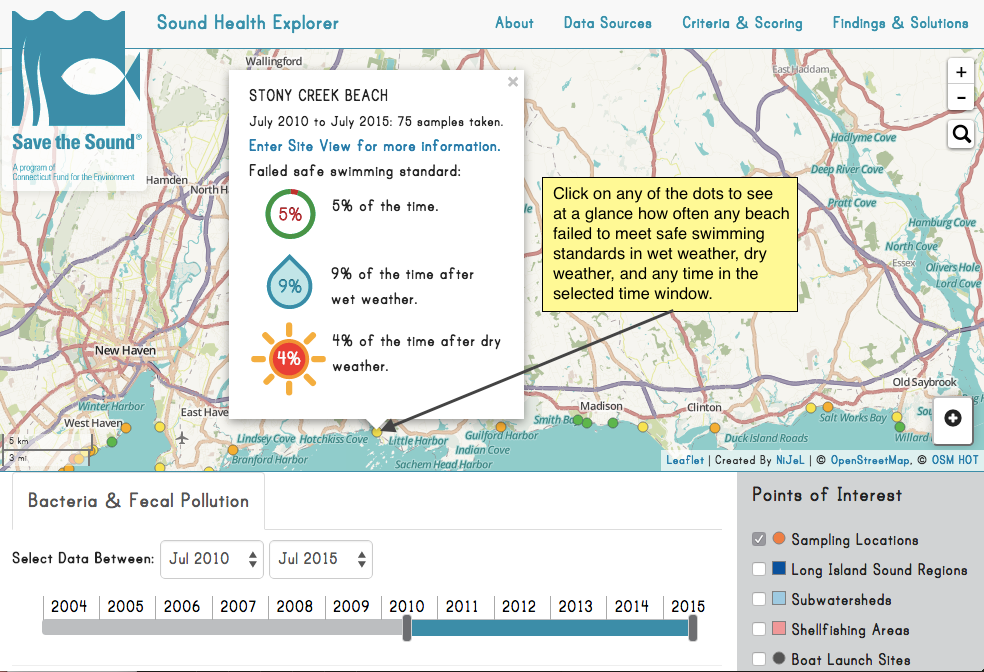 Sound Health Explorer
About
Data Sources
Criteria & Scoring
Findings & Solutions
Save the Sound®
A program of
Connecticut Fund for the Environment
Wallingford
East Haddam
+
−
STONY CREEK BEACH
×
July 2010 to July 2015: 75 samples taken.
Enter Site View for more information.
Failed safe swimming standard:
5%
5% of the time.
9%
9% of the time after
wet weather.
4%
4% of the time after dry
weather.
Click on any of the dots to see
at a glance how often any beach
failed to meet safe swimming
standards in wet weather, dry
weather, and any time in the
selected time window.
Hamden
North H
Hadlyme Cove
Deep River Cove
Pratt Cove
Hamburg Cove
North Cove
Essex
Olivers Hole
Lord Cove
New Haven
Winter Harbor
West Haven
East Have
Old Saybrook
Madison
Clinton
Smith Ba
Salt Works Bay
Lindsey Cove
Hotchkiss Cove
Little Harbor
Guilford Harbor
Indian Cove
Duck Island Roads
Willard
Branford Harbor
Sachem Head Harbor
5 km
3 mi
Leaflet | Created By NiJeL | © OpenStreetMap, © OSM HOT
Bacteria & Fecal Pollution
Select Data Between:
Jul 2010
Jul 2015
2004 2005 2006 2007 2008 2009 2010 2011 2012 2013 2014 2015
Points of Interest
Sampling Locations
Long Island Sound Regions
Subwatersheds
Shellfishing Areas
Boat Launch Sites